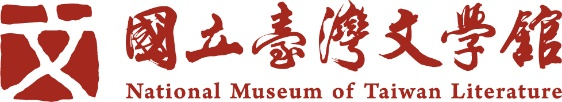 國立臺灣文學館
National Museum of Taiwan Literature